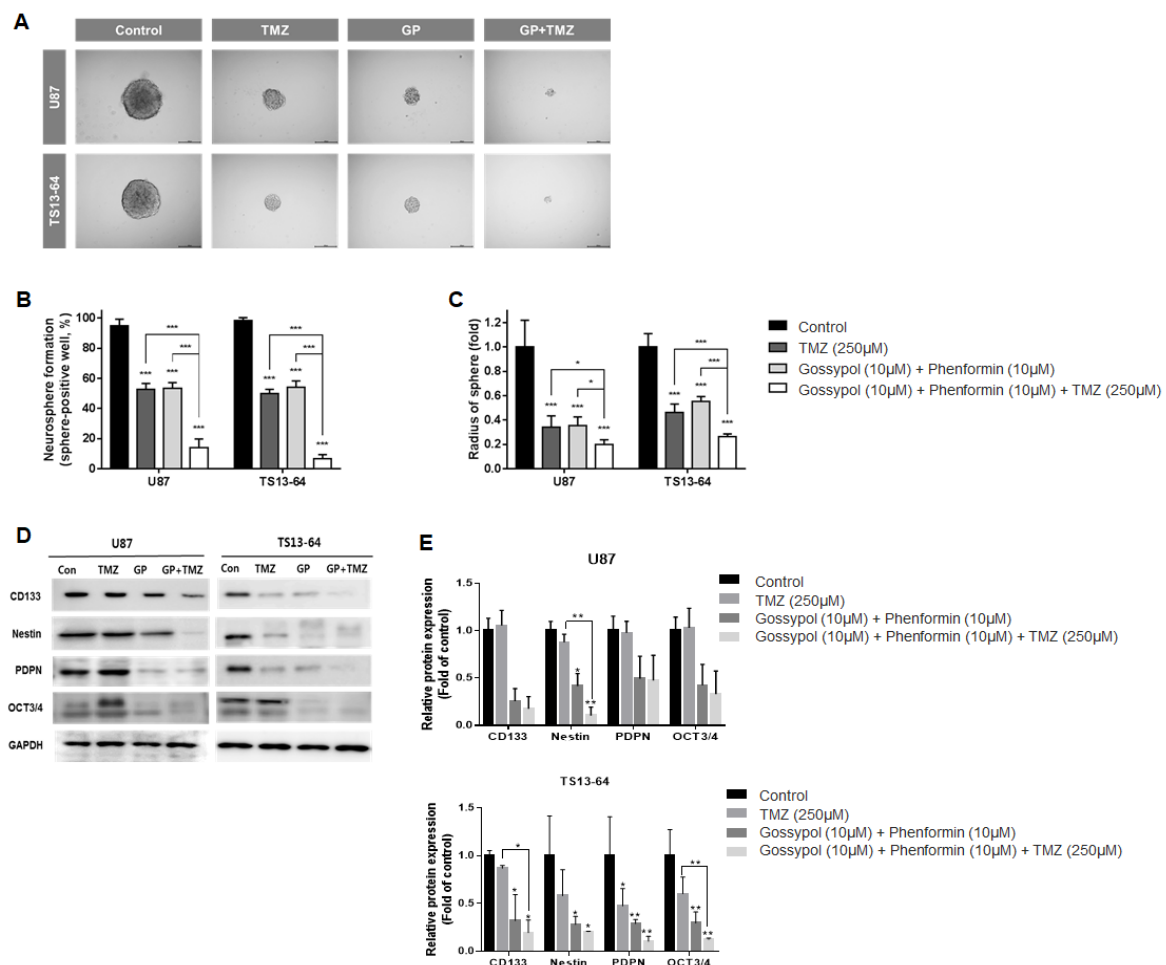 A
Control TMZ GP GP+TMZ
U87
TS13-64
B
Neurosphere formation
(sphere-positive well, %)
100
80
60
40
20
0
*** *** *** *** ***
*** *** *** *** ***
U87 TS13-64
C
Radius of sphere (fold)
1.2
1.0
0.8
0.6
0.4
0.2
0.0
*** *** *** * *
*** *** *** *** ***
U87 TS13-64
Control
TMZ (250µM)
Gossypol (10µM) + Phenformin (10µM)
Gossypol (10µM) + Phenformin (10µM) + TMZ (250µM)
D
U87 TS13-64
Con TMZ GP GP+TMZ Con TMZ GP GP+TMZ
CD133
Nestin
PDPN
OCT3/4
GAPDH
E
U87
Relative protein expression
(Fold of control)
1.5
1.0
0.5
0.0
** * **
CD133 Nestin PDPN OCT3/4
Control
TMZ (250µM)
Gossypol (10µM) + Phenformin (10µM)
Gossypol (10µM) + Phenformin (10µM) + TMZ (250µM)
TS13-64
Relative protein expression
(Fold of control)
1.5
1.0
0.5
0.0
* * * * * * ** ** ** ** **
CD133 Nestin PDPN OCT3/4
Control
TMZ (250µM)
Gossypol (10µM) + Phenformin (10µM)
Gossypol (10µM) + Phenformin (10µM) + TMZ (250µM)